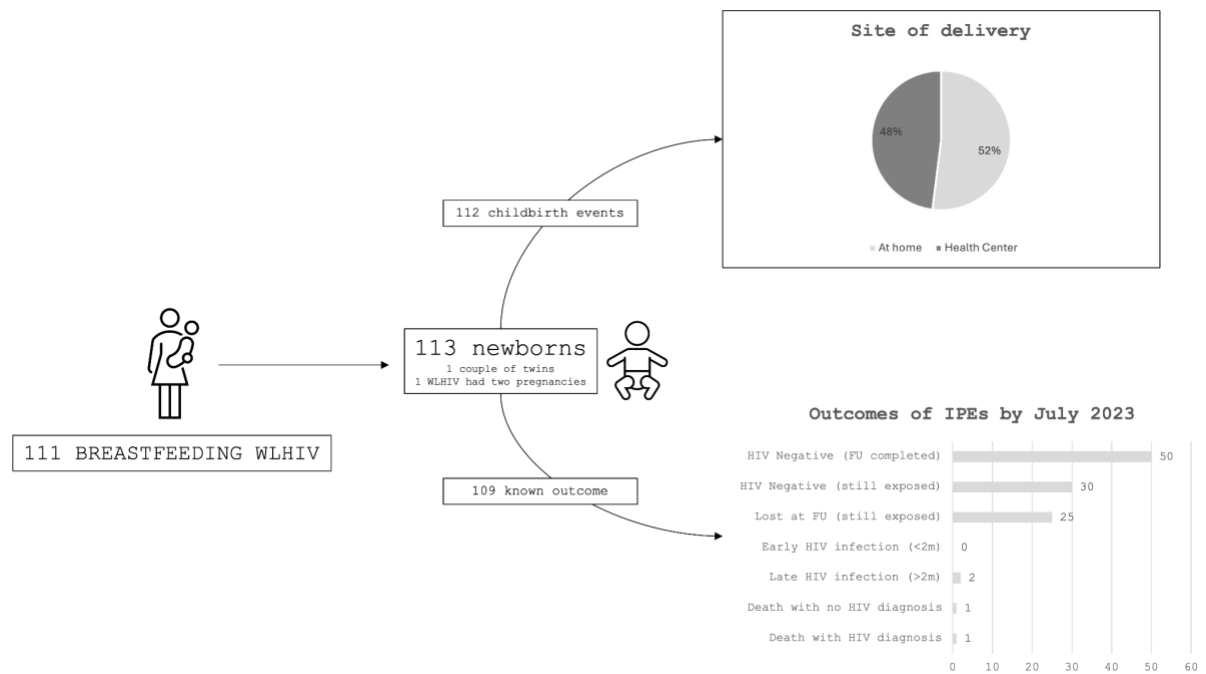 Site of delivery
48%
52%
At home
Health Center
112 childbirth events
113 newborns
1 couple of twins
1 WLHIV had two pregnancies
111 BREASTFEEDING WLHIV
109 known outcome
Outcomes of IPEs by July 2023
HIV Negative (FU completed) 50
HIV Negative (still exposed) 30
Lost at FU (still exposed) 25
Early HIV infection (<2m) 0
Late HIV infection (>2m) 2
Death with no HIV diagnosis 1
Death with HIV diagnosis 1
0 10 20 30 40 50 60